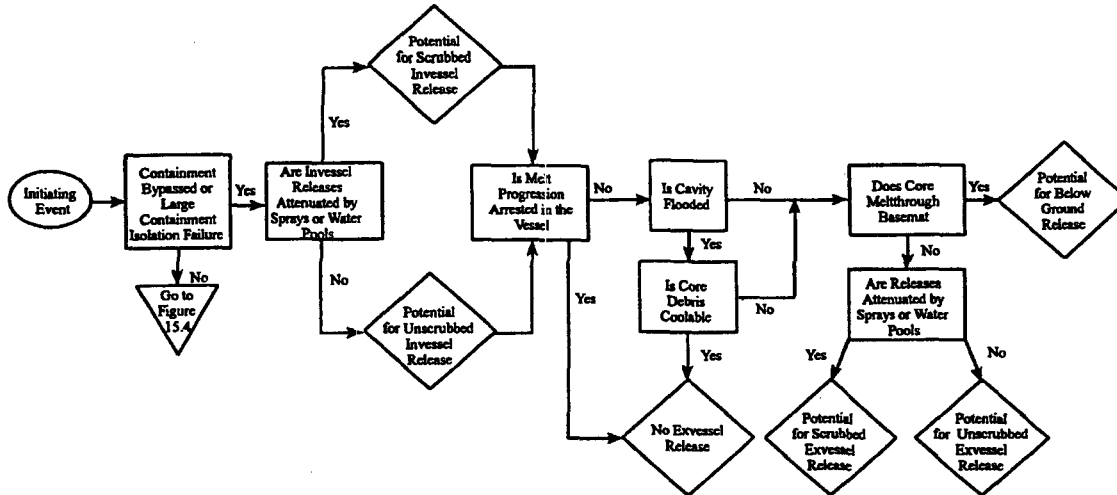 Initiating
Event
Containment
Bypassed or
Large
Containment
Isolation Failure
Yes
No
Go to
Figure
15.4
Are Invessel
Releases
Attenuated by
Sprays or Water
Pools
Yes
Potential
for Scrubbed
Invessel
Release
No
Potential
for Unscrubbed
Invessel
Release
Is Melt
Progression
Arrested in the
Vessel
No
Yes
Is Cavity
Flooded
No
Yes
Is Core
Debris
Coolable
No
Yes
No Exvessel
Release
Does Core
Meltthrough
Basemat
Yes
Potential
for Below
Ground
Release
No
Are Releases
Attenuated by
Sprays or Water
Pools
Yes
No
Potential
for Scrubbed
Exvessel
Release
Potential
for Unscrubbed
Exvessel
Release